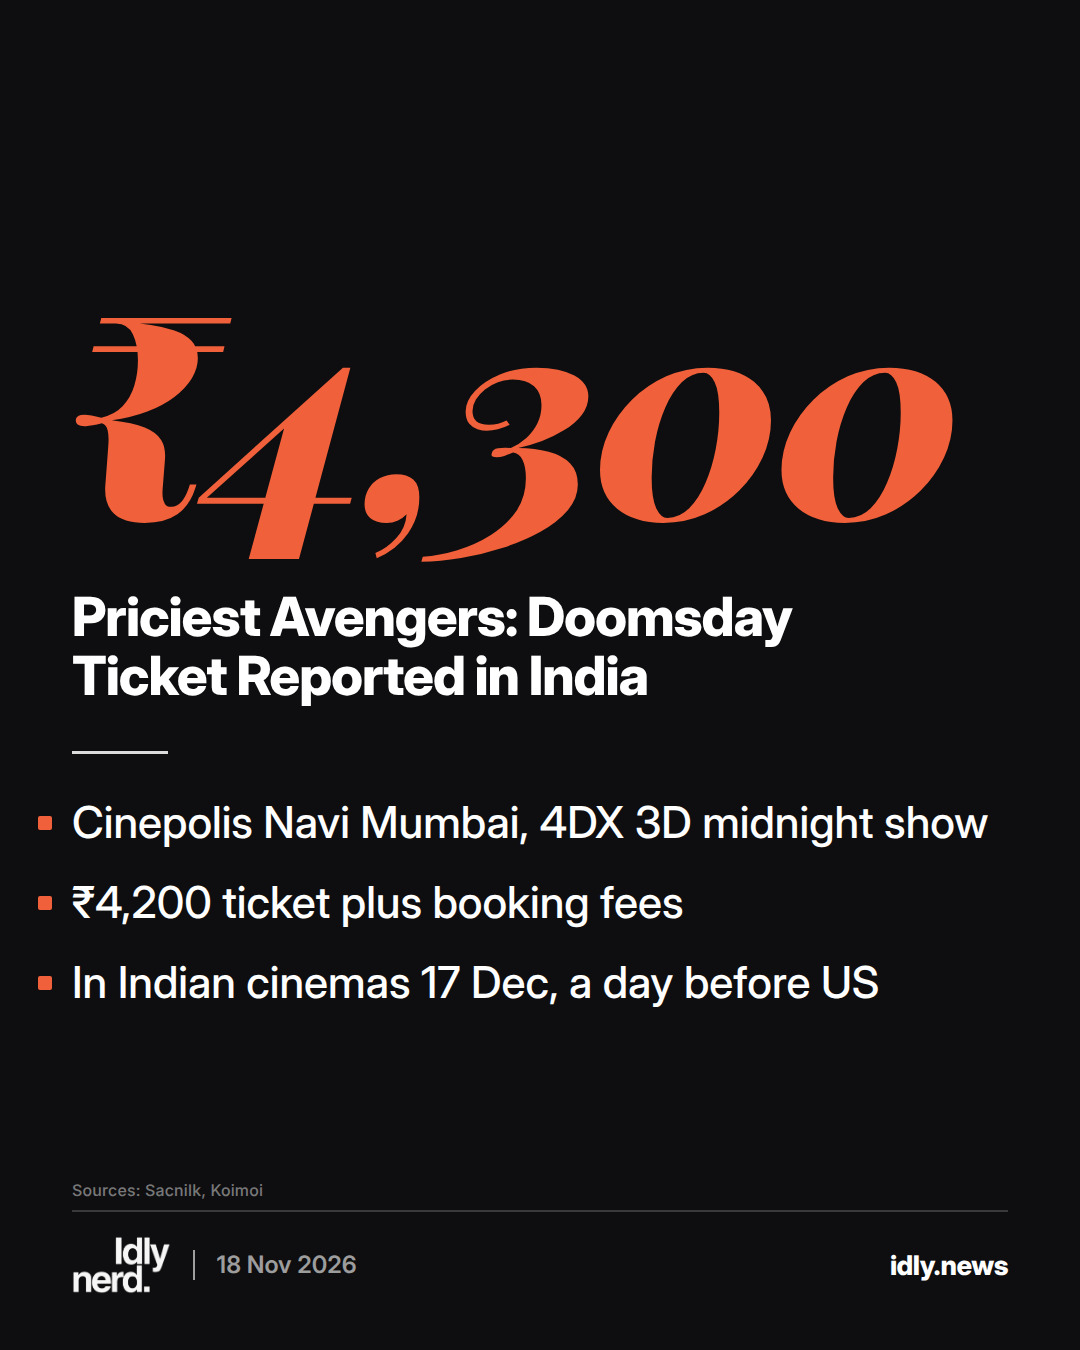 ₹4,300
Priciest Avengers: Doomsday
Ticket Reported in India
Cinepolis Navi Mumbai, 4DX 3D midnight show
₹4,200 ticket plus booking fees
In Indian cinemas 17 Dec, a day before US
Sources: Sacnilk, Koimoi
Idly
nerd.
18 Nov 2026
idly.news